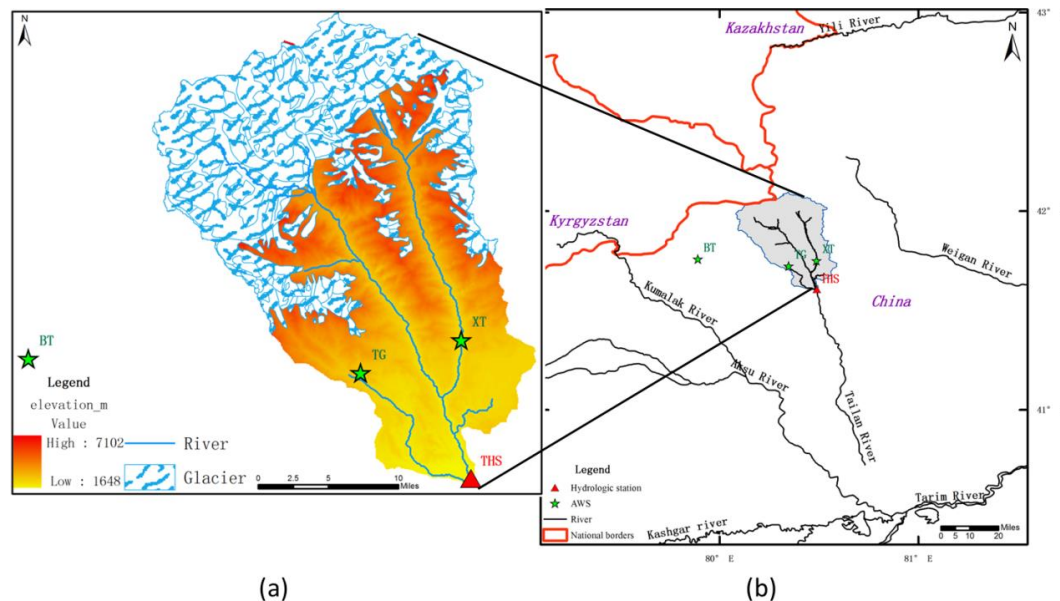 N
BT
TG
XT
THS
Legend
elevation_m
Value
High : 7102
Low : 1648
River
Glacier
0 2.5 5 10
Miles
(a)
43°
42°
41°
80° E
81° E
N
Kazakhstan
Yili River
Kyrgyzstan
BT
TG
XT
THS
Weigan River
China
Kumalak River
Aksu River
Tailan River
Tarim River
Kashgar river
Legend
Hydrologic station
AWS
River
National borders
0 5 10 20
Miles
(b)